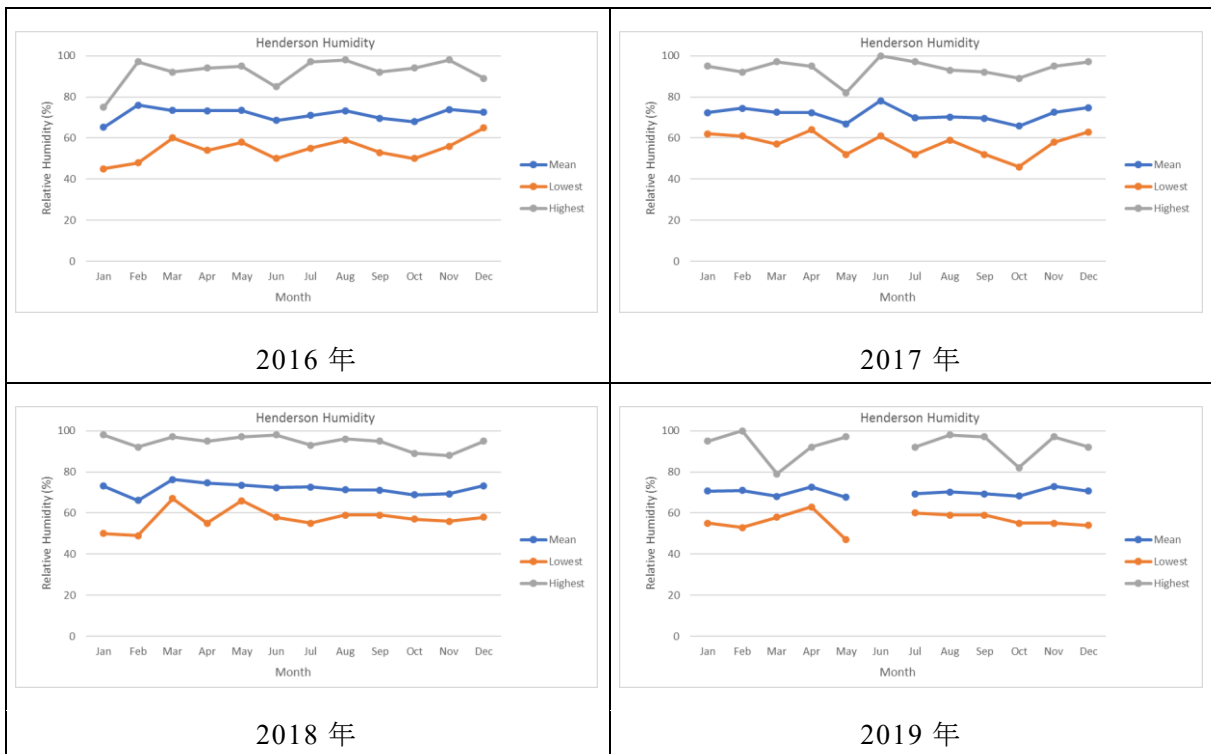 Henderson Humidity
Relative Humidity (%)
100
80
60
40
20
0
Jan Feb Mar Apr May Jun Jul Aug Sep Oct Nov Dec
Month
Mean
Lowest
Highest
2016 年
Henderson Humidity
Relative Humidity (%)
100
80
60
40
20
0
Jan Feb Mar Apr May Jun Jul Aug Sep Oct Nov Dec
Month
Mean
Lowest
Highest
2017 年
Henderson Humidity
Relative Humidity (%)
100
80
60
40
20
0
Jan Feb Mar Apr May Jun Jul Aug Sep Oct Nov Dec
Month
Mean
Lowest
Highest
2018 年
Henderson Humidity
Relative Humidity (%)
100
80
60
40
20
0
Jan Feb Mar Apr May Jun Jul Aug Sep Oct Nov Dec
Month
Mean
Lowest
Highest
2019 年